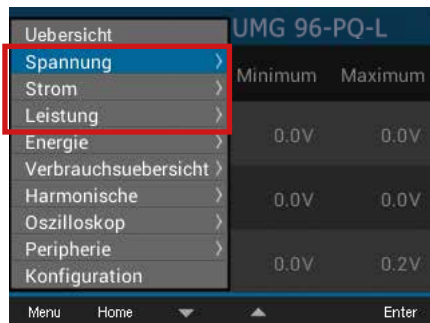 Uebersicht
UMG 96-PQ-L
Spannung
Minimum Maximum
Strom
Leistung
Energie
0.0V 0.0V
Verbrauchsuebersicht
Harmonische
0.0V 0.0V
Oszilloskop
Peripherie
0.0V 0.2V
Konfiguration
Menu Home Enter